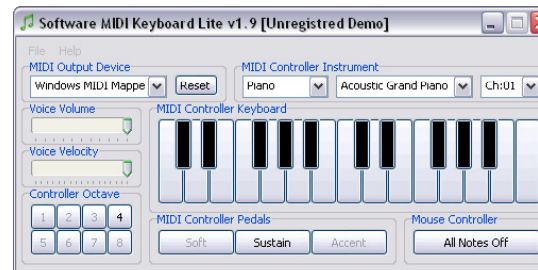 Software MIDI Keyboard Lite v1.9 [Unregistred Demo]
File Help
MIDI Output Device
Windows MIDI Mappe
Reset
MIDI Controller Instrument
Piano
Acoustic Grand Piano
Ch:01
Voice Volume
MIDI Controller Keyboard
Voice Velocity
Controller Octave
1 2 3 4
5 6 7 8
MIDI Controller Pedals
Soft Sustain Accent
Mouse Controller
All Notes Off